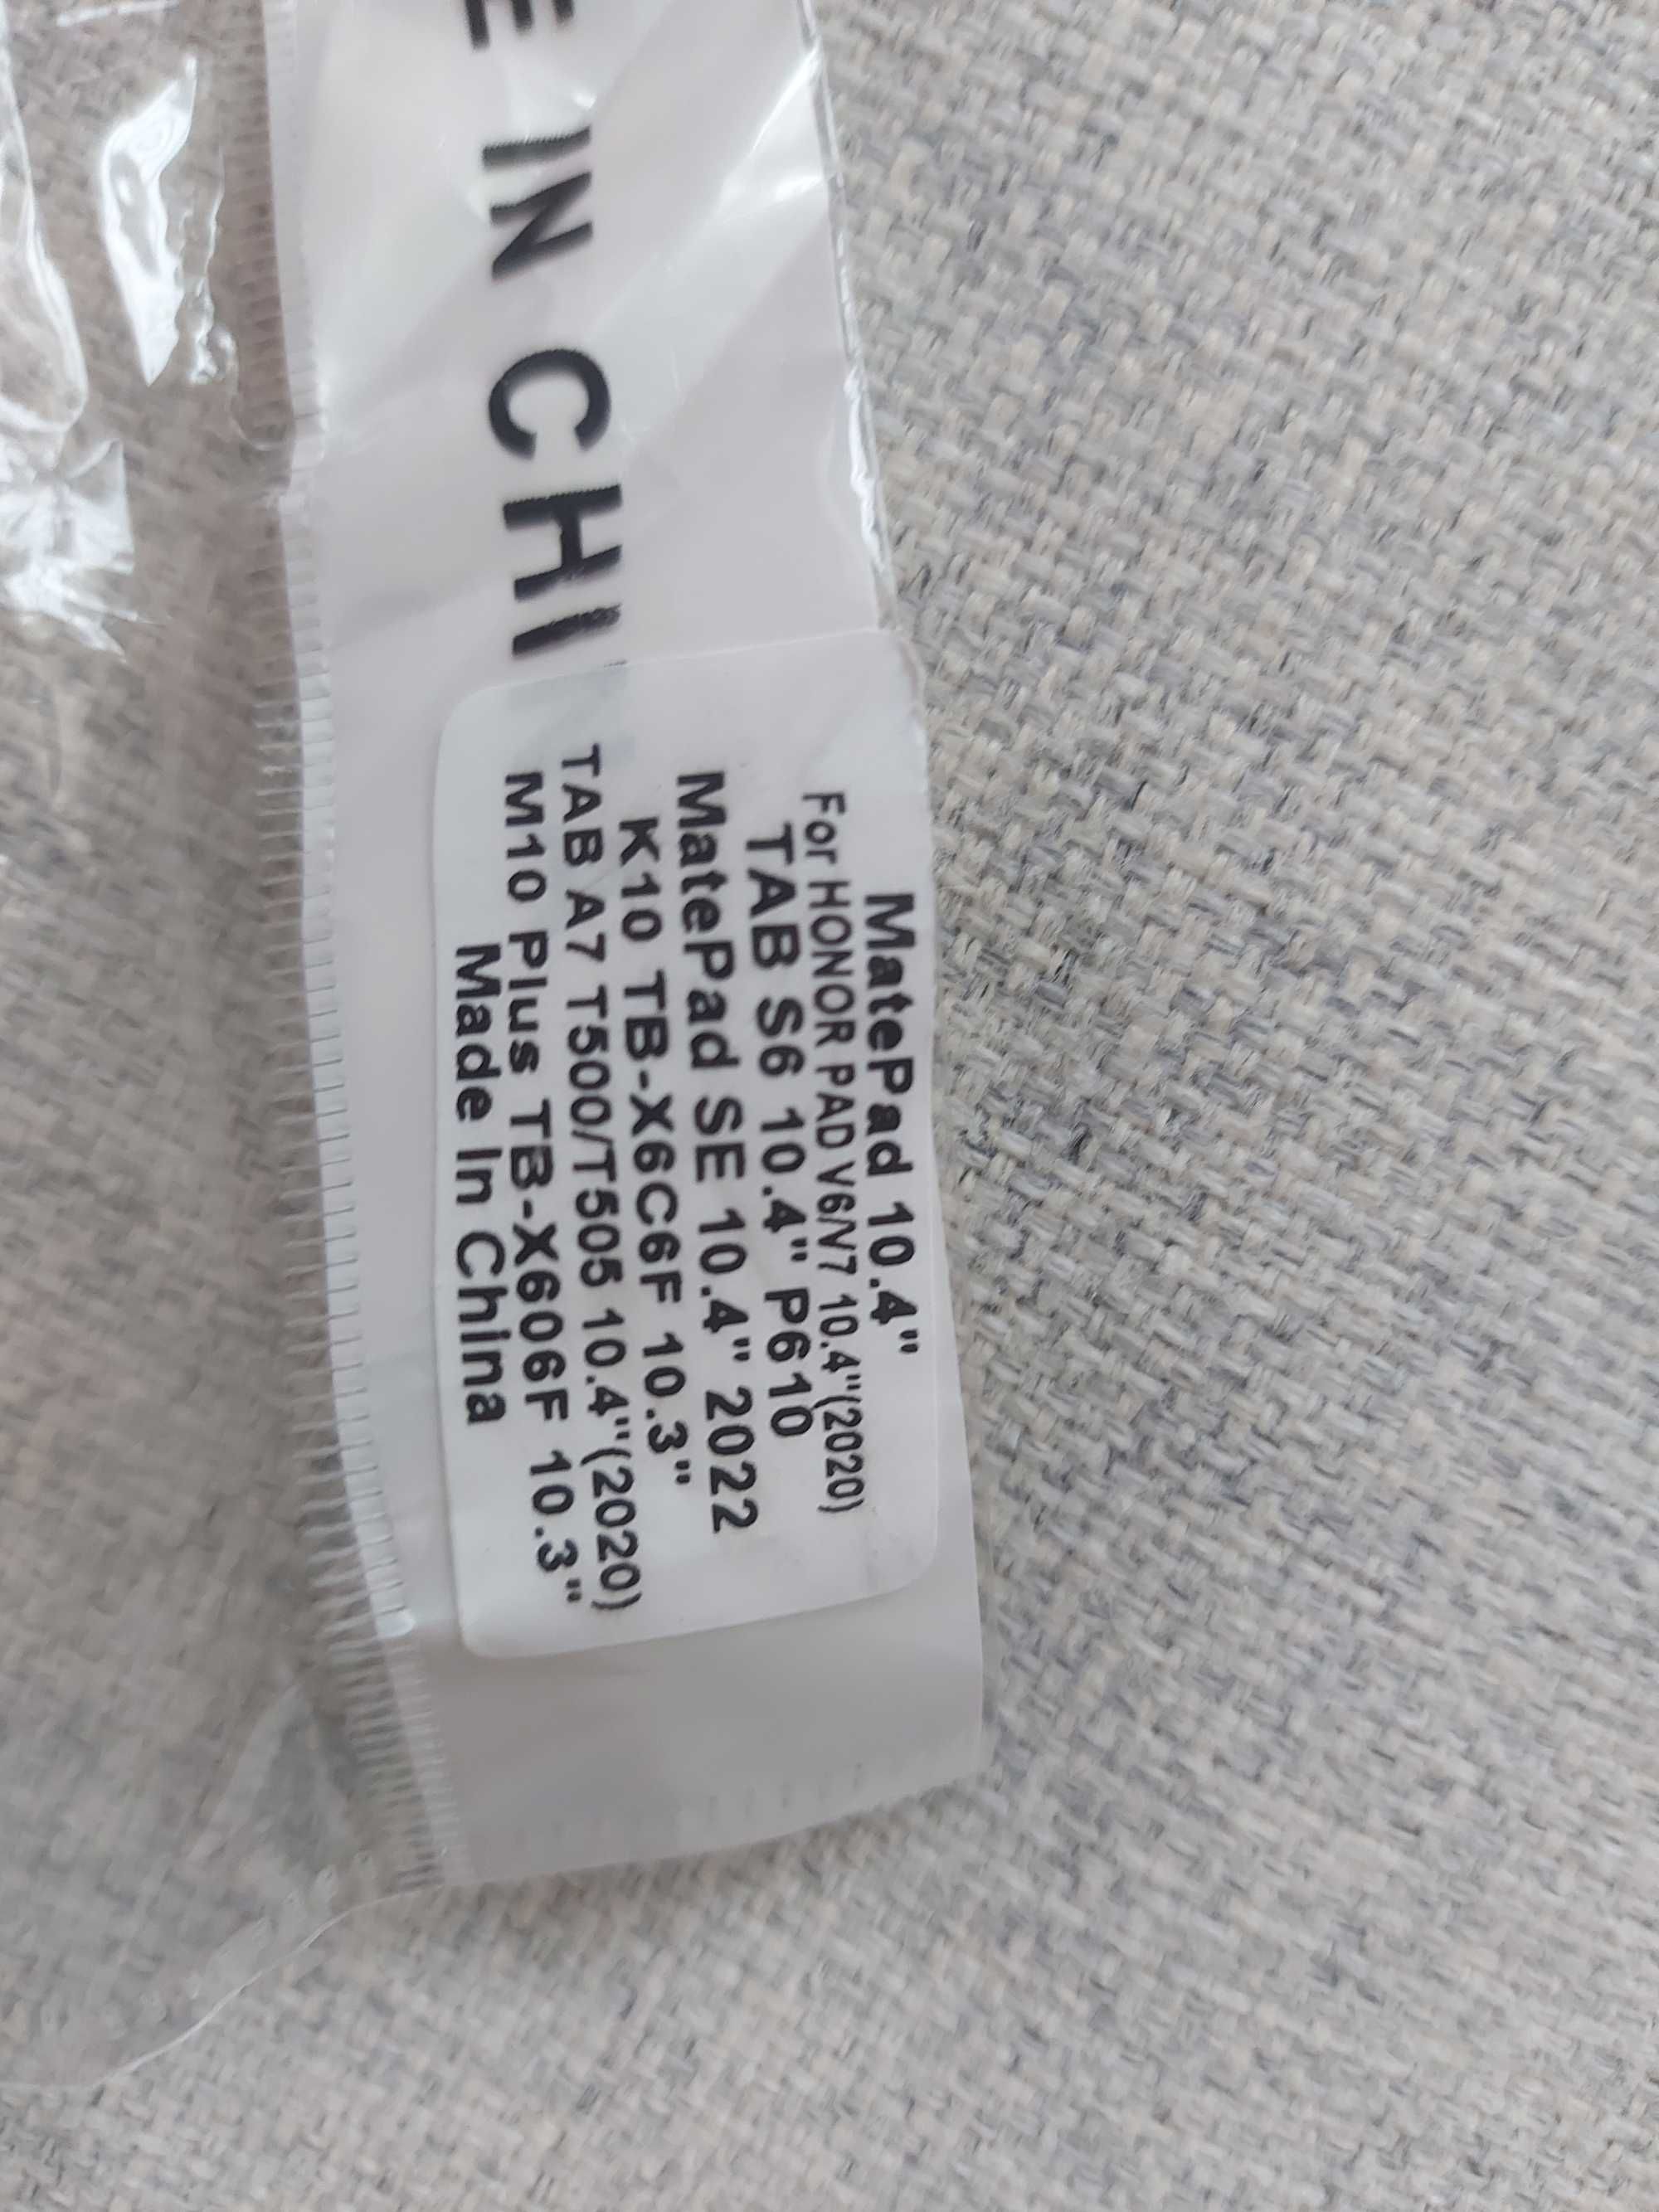 E IN CHI
MatePad 10.4"
For HONOR PAD V6/V7 10.4"(2020)
TAB S6 10.4" P610
MatePad SE 10.4" 2022
K10 TB-X6C6F 10.3"
TAB A7 T500/T505 10.4"(2020)
M10 Plus TB-X606F 10.3"
Made In China